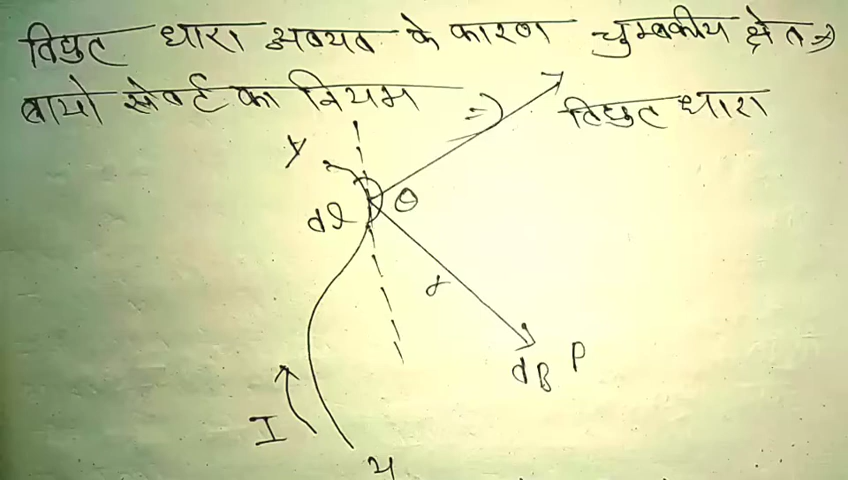 विधुत धारा अवयव के कारण चुम्बकीय क्षेत्र ⇒
बायो सेवर्ट का नियम ⇒ विधुत धारा
X
dl θ
r
dB P
I
y